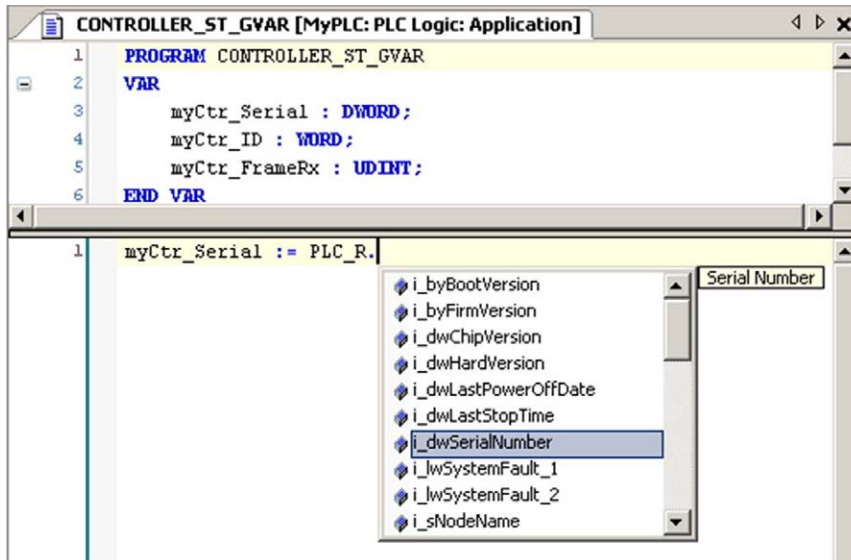 CONTROLLER_ST_GVAR [MyPLC: PLC Logic: Application]
1 PROGRAM CONTROLLER_ST_GVAR
2 VAR
3 myCtr_Serial : DWORD;
4 myCtr_ID : WORD;
5 myCtr_FrameRx : UDINT;
6 END_VAR
1 myCtr_Serial := PLC_R.
i_byBootVersion
Serial Number
i_byFirmVersion
i_dwChipVersion
i_dwHardVersion
i_dwLastPowerOffDate
i_dwLastStopTime
i_dwSerialNumber
i_lwSystemFault_1
i_lwSystemFault_2
i_sNodeName